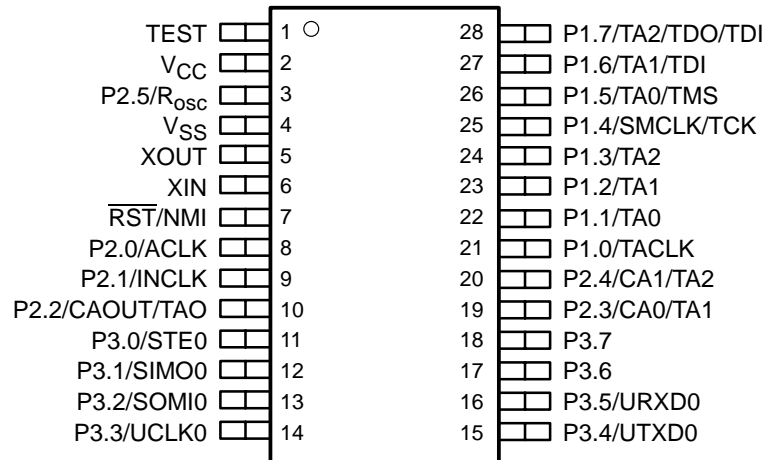 TEST 1 28 P1.7/TA2/TDO/TDI
VCC 2 27 P1.6/TA1/TDI
P2.5/Rosc 3 26 P1.5/TA0/TMS
VSS 4 25 P1.4/SMCLK/TCK
XOUT 5 24 P1.3/TA2
XIN 6 23 P1.2/TA1
RST/NMI 7 22 P1.1/TA0
P2.0/ACLK 8 21 P1.0/TACLK
P2.1/INCLK 9 20 P2.4/CA1/TA2
P2.2/CAOUT/TAO 10 19 P2.3/CA0/TA1
P3.0/STE0 11 18 P3.7
P3.1/SIMO0 12 17 P3.6
P3.2/SOMI0 13 16 P3.5/URXD0
P3.3/UCLK0 14 15 P3.4/UTXD0